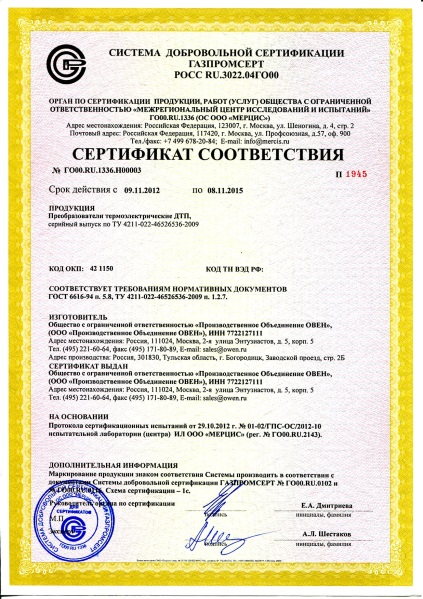 СИСТЕМА ДОБРОВОЛЬНОЙ СЕРТИФИКАЦИИ
ГАЗПРОМСЕРТ
РОСС RU.3022.04ГО00
ОРГАН ПО СЕРТИФИКАЦИИ ПРОДУКЦИИ, РАБОТ (УСЛУГ) ОБЩЕСТВА С ОГРАНИЧЕННОЙ
ОТВЕТСТВЕННОСТЬЮ «МЕЖРЕГИОНАЛЬНЫЙ ЦЕНТР ИССЛЕДОВАНИЙ И ИСПЫТАНИЙ»
ГО00.RU.1336 (ОС ООО «МЕРЦИС»)
Адрес местонахождения: Российская Федерация, 123007, г. Москва, ул. Шеногина, д. 4, стр. 2
Почтовый адрес: Российская Федерация, 117420, г. Москва, ул. Профсоюзная, д.57, оф. 900
Тел./факс: +7 499 678-20-84; E-mail: info@mercis.ru
СЕРТИФИКАТ СООТВЕТСТВИЯ
№ ГО00.RU.1336.Н00003
П 1945
Срок действия с 09.11.2012 по 08.11.2015
ПРОДУКЦИЯ
Преобразователи термоэлектрические ДТП,
серийный выпуск по ТУ 4211-022-46526536-2009
КОД ОКП: 42 1150 КОД ТН ВЭД РФ:
СООТВЕТСТВУЕТ ТРЕБОВАНИЯМ НОРМАТИВНЫХ ДОКУМЕНТОВ
ГОСТ 6616-94 п. 5.8, ТУ 4211-022-46526536-2009 п. 1.2.7.
ИЗГОТОВИТЕЛЬ
Общество с ограниченной ответственностью «Производственное Объединение ОВЕН»,
(ООО «Производственное Объединение ОВЕН»), ИНН 7722127111
Адрес местонахождения: Россия, 111024, Москва, 2-я улица Энтузиастов, д. 5, корп. 5
Тел. (495) 221-60-64, факс (495) 171-80-89, E-mail: sales@owen.ru
Адрес производства: Россия, 301830, Тульская область, г. Богородицк, Заводской проезд, стр. 2Б
СЕРТИФИКАТ ВЫДАН
Общество с ограниченной ответственностью «Производственное Объединение ОВЕН»,
(ООО «Производственное Объединение ОВЕН»), ИНН 7722127111
Адрес местонахождения: Россия, 111024, Москва, 2-я улица Энтузиастов, д. 5, корп. 5
Тел. (495) 221-60-64, факс (495) 171-80-89, E-mail: sales@owen.ru
НА ОСНОВАНИИ
Протокола сертификационных испытаний от 29.10.2012 г. № 01-02/ГПС-ОС/2012-10
испытательной лаборатории (центра) ИЛ ООО «МЕРЦИС» (рег. № ГО00.RU.2143).
ДОПОЛНИТЕЛЬНАЯ ИНФОРМАЦИЯ
Маркирование продукции знаком соответствия Системы производить в соответствии с
документами Системы добровольной сертификации ГАЗПРОМСЕРТ № ГО00.RU.0102 и
Схема сертификации – 1с.
Руководитель органа по сертификации
Е.А. Дмитриева
подпись
инициалы, фамилия
М.П.
ДЛЯ
СЕРТИФИКАТОВ
А.Л. Шестаков
подпись
инициалы, фамилия